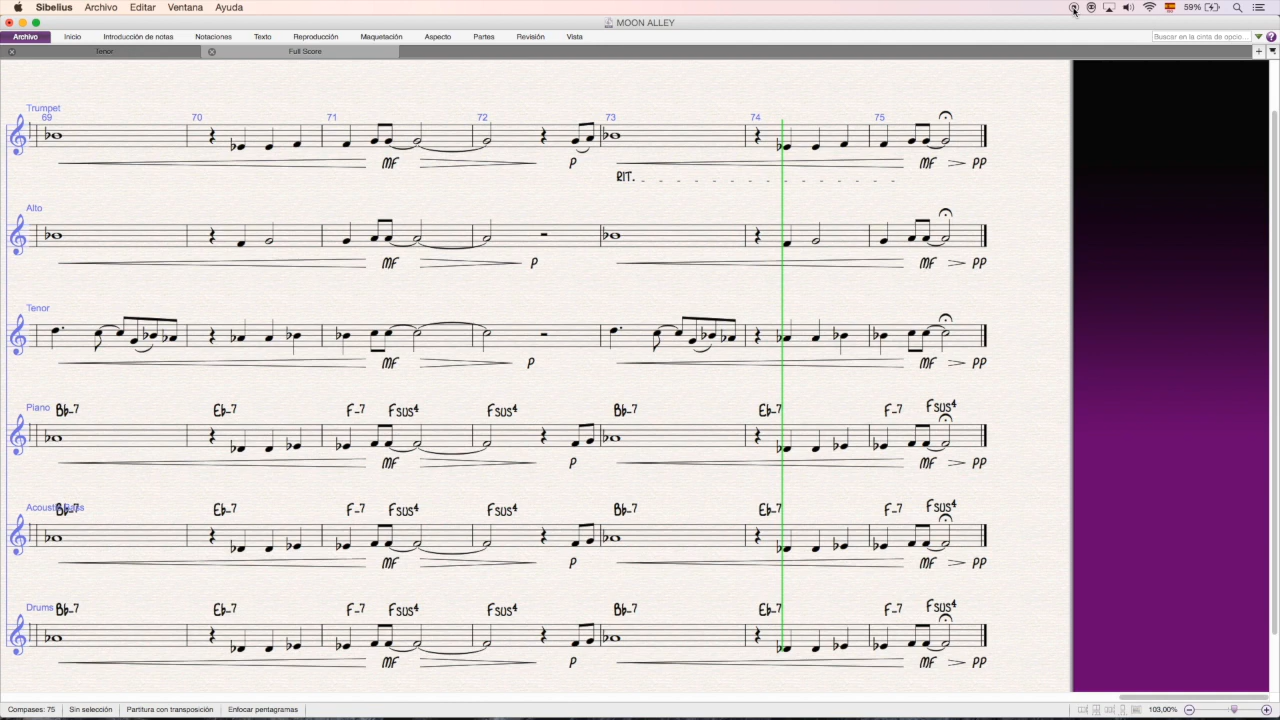 Sibelius Archivo Editar Ventana Ayuda 59%
MOON ALLEY
Archivo Inicio Introducción de notas Notaciones Texto Reproducción Maquetación Aspecto Partes Revisión Vista Buscar en la cinta de opcio...
Tenor Full Score
Trumpet
69 70 71 72 73 74 75
MF P MF PP
RIT.
Alto
MF P MF PP
Tenor
MF P MF PP
Piano Bb-7 Eb-7 F-7 Fsus4 Fsus4 Bb-7 Eb-7 F-7 Fsus4
MF P MF PP
Bb-7 Eb-7 F-7 Fsus4 Fsus4 Bb-7 Eb-7 F-7 Fsus4
MF P MF PP
Drums Bb-7 Eb-7 F-7 Fsus4 Fsus4 Bb-7 Eb-7 F-7 Fsus4
MF P MF PP
Compases: 75 Sin selección Partitura con transposición Enfocar pentagramas 103,00%